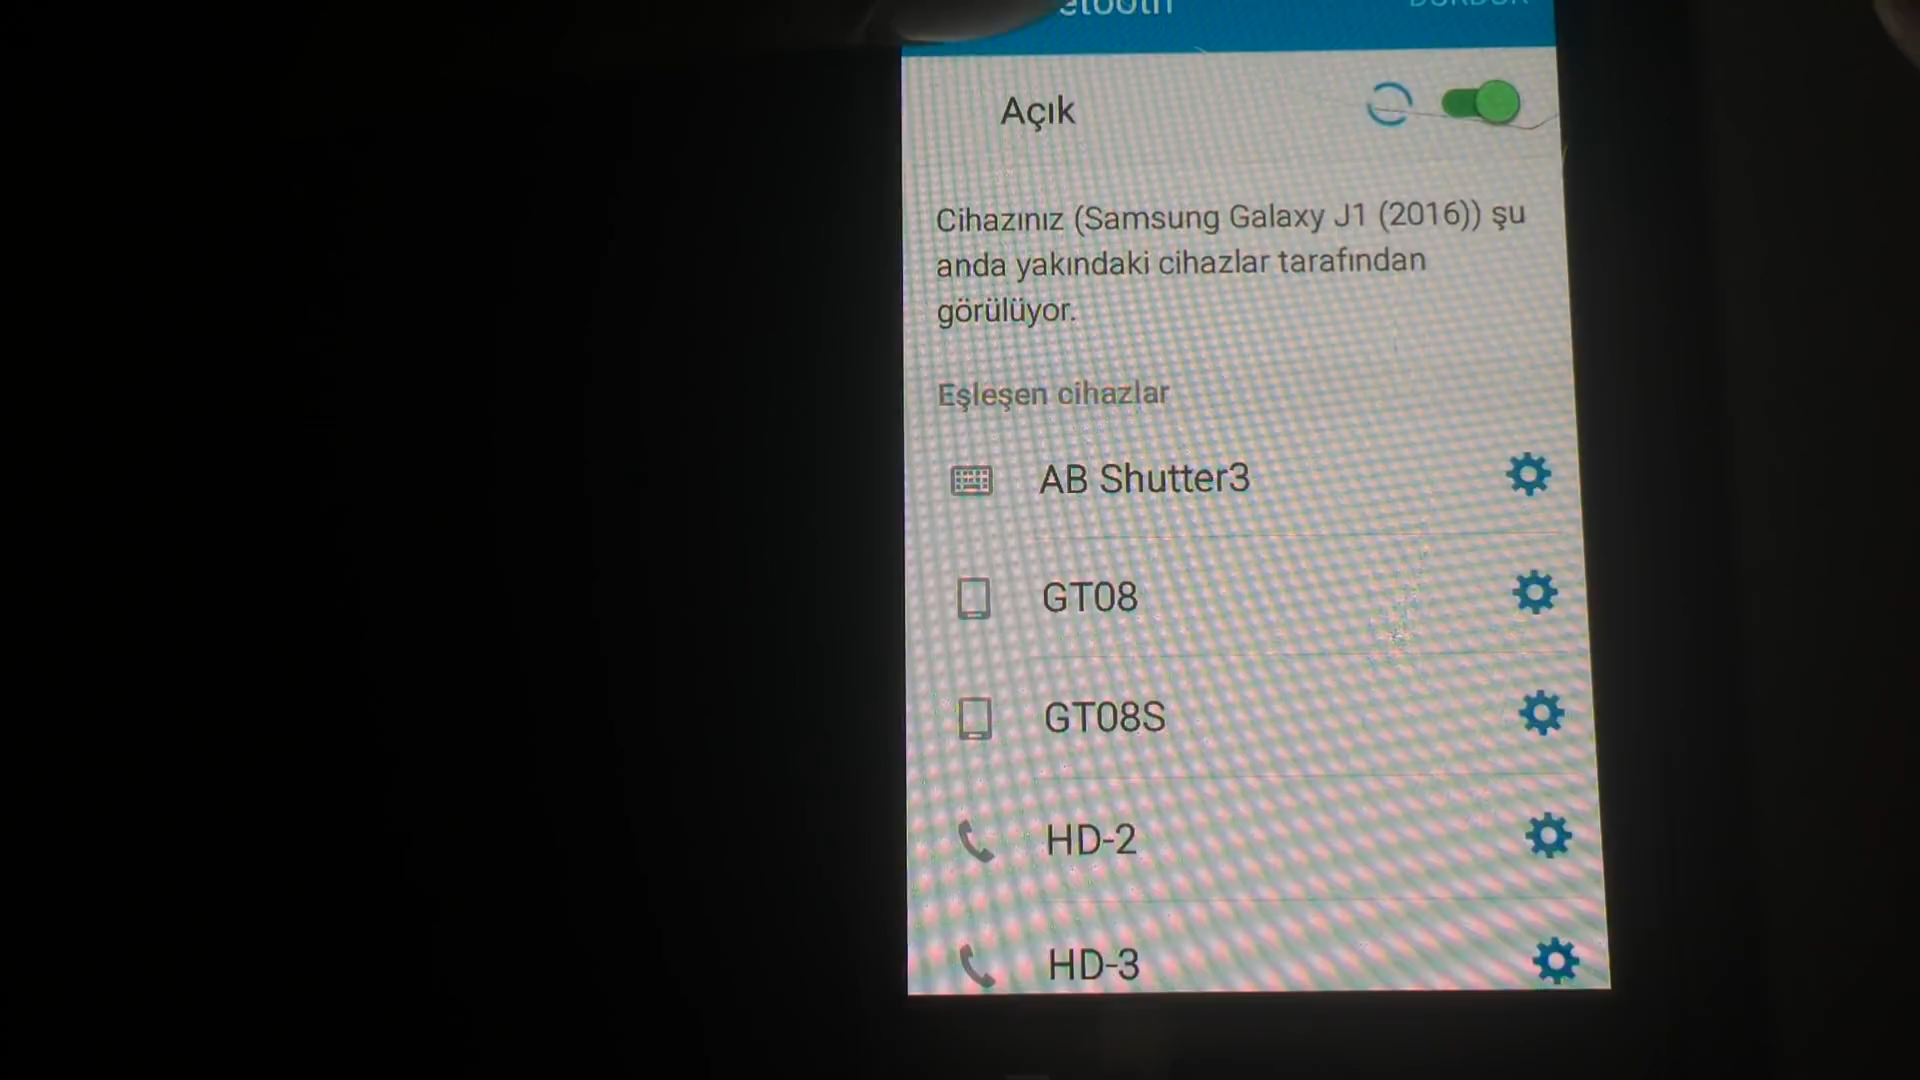 Açık
Cihazınız (Samsung Galaxy J1 (2016)) şu
anda yakındaki cihazlar tarafından
görülüyor.
Eşleşen cihazlar
AB Shutter3
GT08
GT08S
HD-2
HD-3